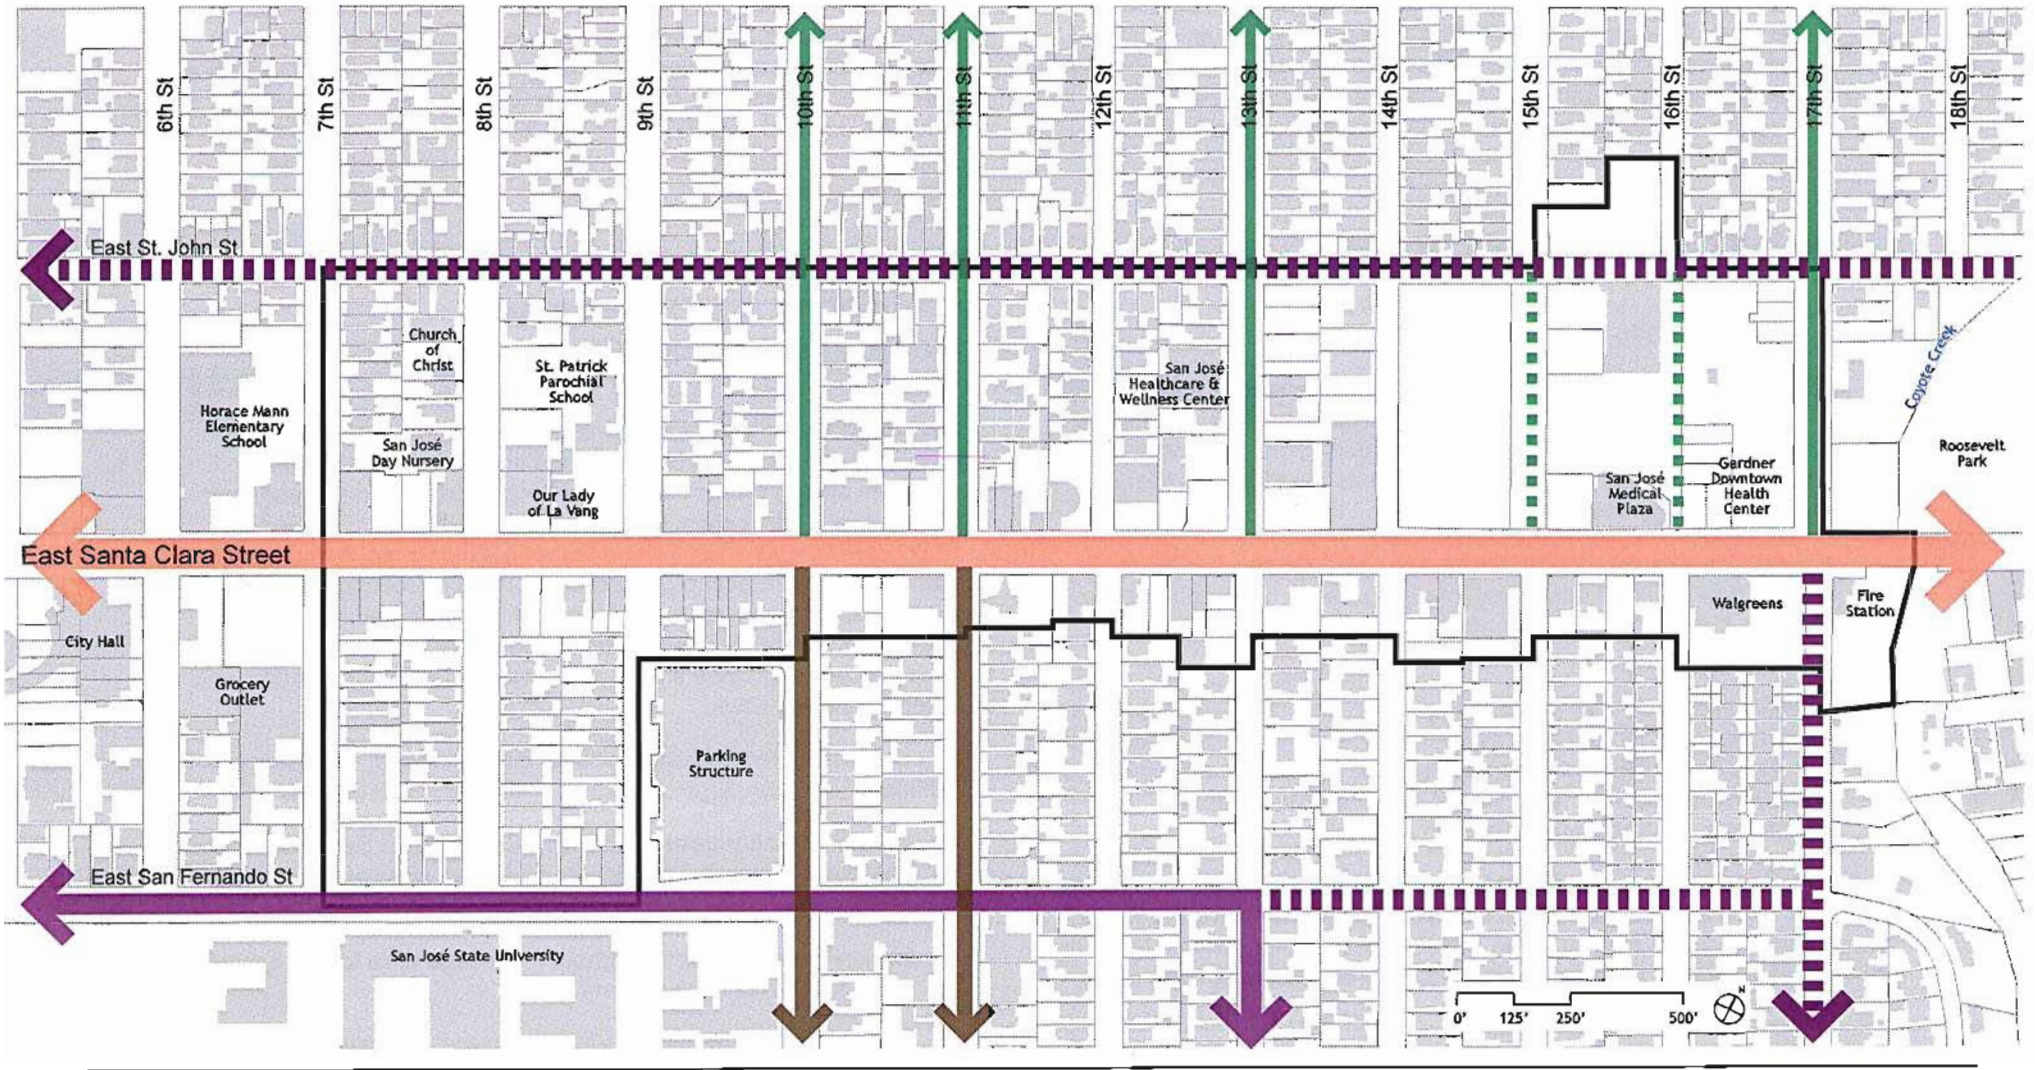 6th St
7th St
8th St
9th St
10th St
11th St
12th St
13th St
14th St
15th St
16th St
17th St
18th St
East St. John St
Church
of
Christ
St. Patrick
Parochial
School
San José
Healthcare &
Wellness Center
Coyote Creek
Horace Mann
Elementary
School
San José
Day Nursery
Our Lady
of La Vang
San José
Medical
Plaza
Gardner
Downtown
Health
Center
Roosevelt
Park
East Santa Clara Street
City Hall
Grocery
Outlet
Parking
Structure
Walgreens
Fire
Station
East San Fernando St
San José State University
0'
125'
250'
500'
N